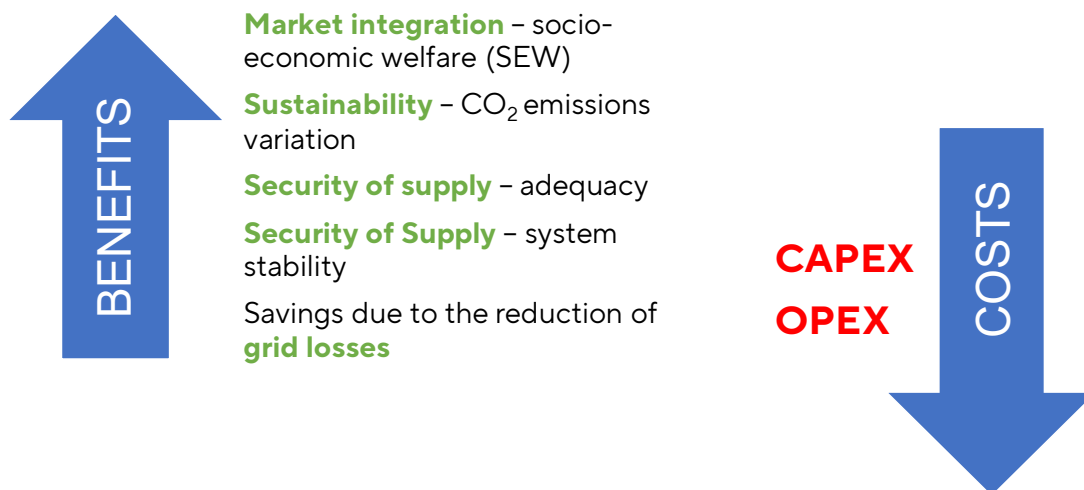 BENEFITS
Market integration – socio-
economic welfare (SEW)
Sustainability – CO₂ emissions
variation
Security of supply – adequacy
Security of Supply – system
stability
Savings due to the reduction of
grid losses
CAPEX
OPEX
COSTS